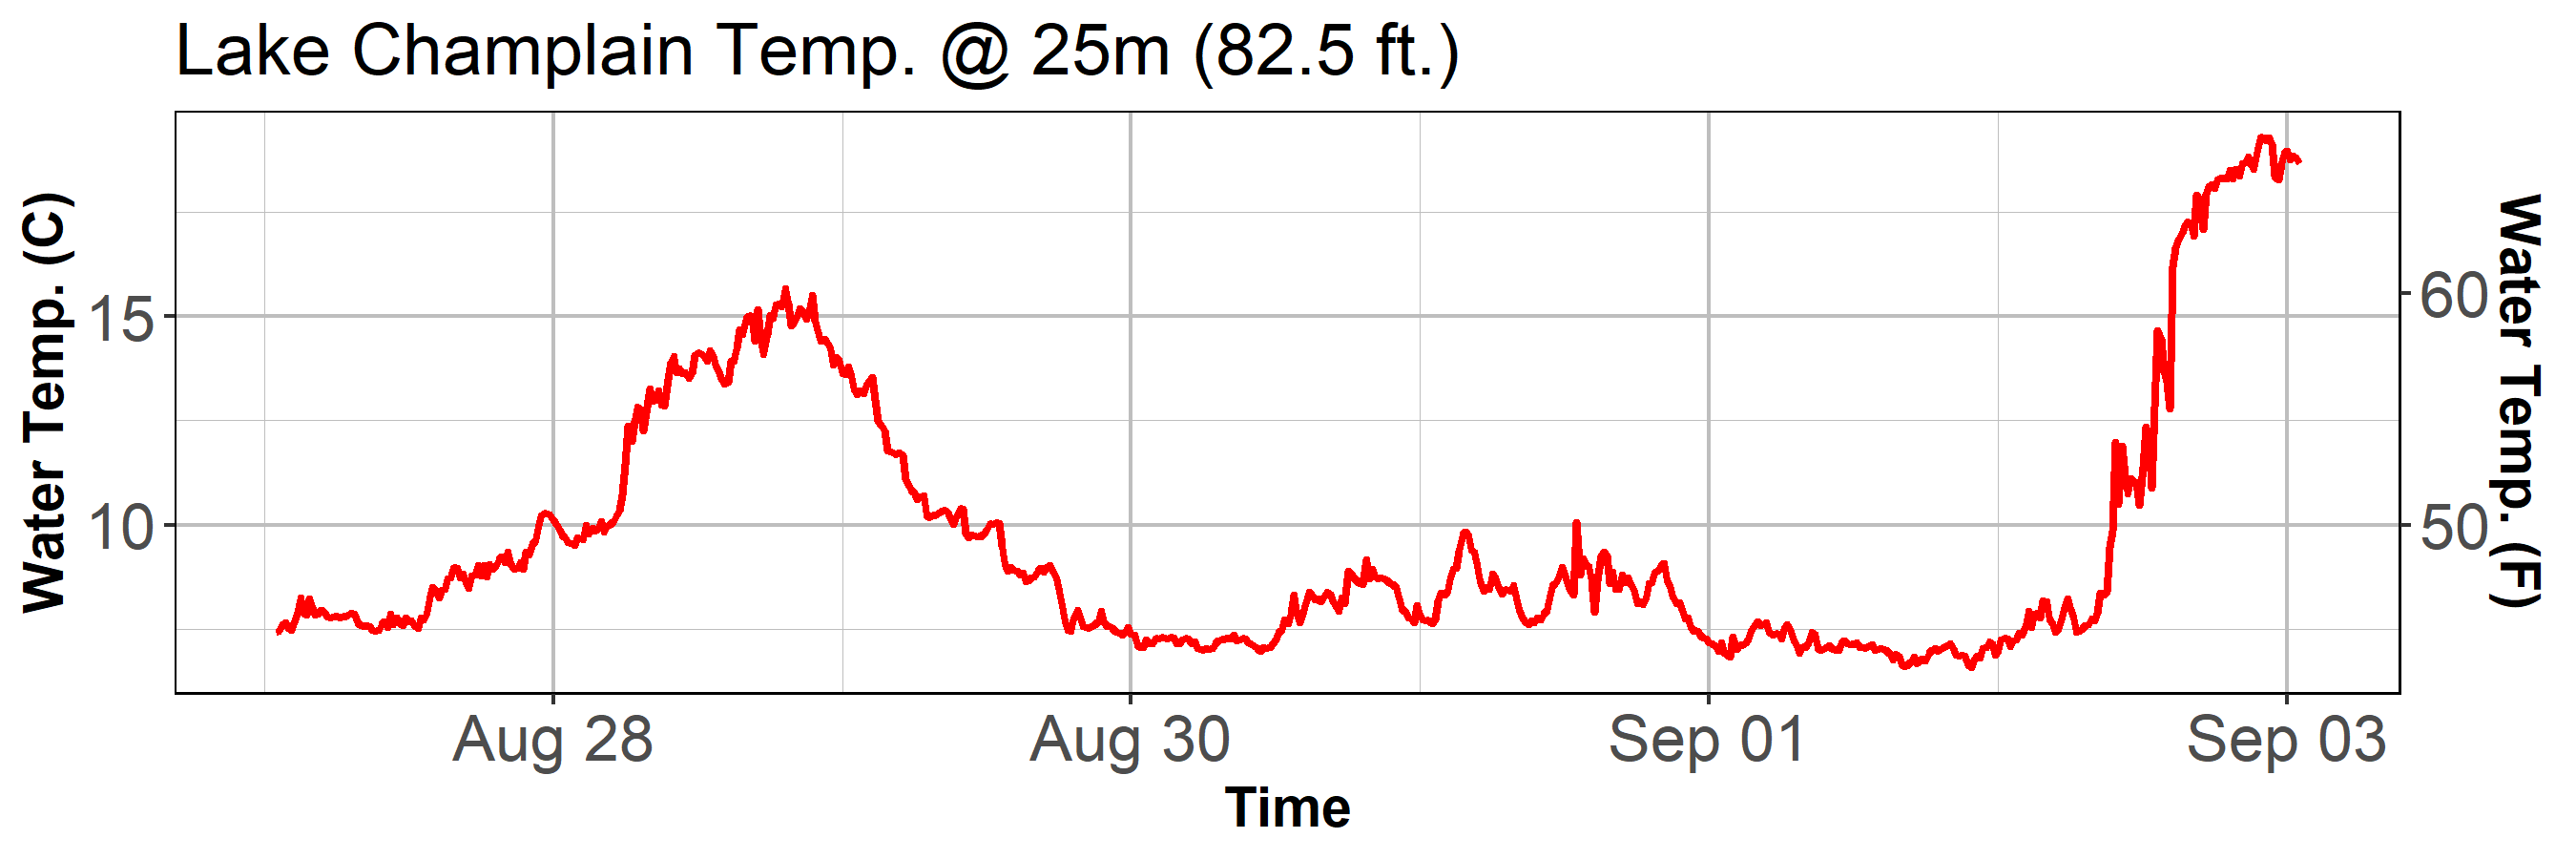 Lake Champlain Temp. @ 25m (82.5 ft.)
Water Temp. (C)
15
10
60
50
Water Temp. (F)
Aug 28
Aug 30
Sep 01
Sep 03
Time